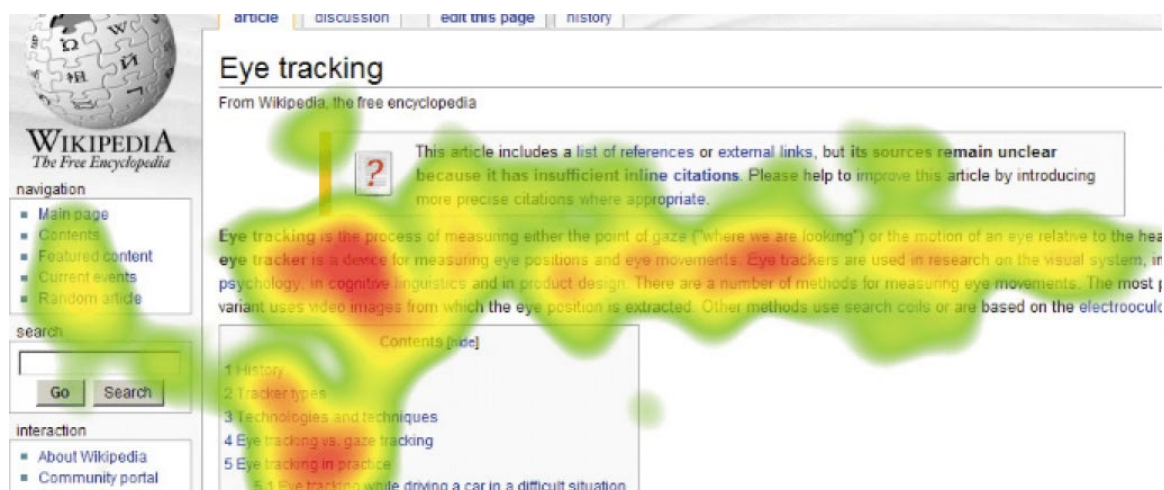 article discussion edit this page history
WIKIPEDIA
The Free Encyclopedia
navigation
Main page
Contents
Featured content
Current events
Random article
search
Go Search
interaction
About Wikipedia
Community portal
Eye tracking
From Wikipedia, the free encyclopedia
This article includes a list of references or external links, but its sources remain unclear
because it has insufficient inline citations. Please help to improve this article by introducing
more precise citations where appropriate.
Eye tracking is the process of measuring either the point of gaze ("where we are looking") or the motion of an eye relative to the hea
eye tracker is a device for measuring eye positions and eye movements. Eye trackers are used in research on the visual system, in
psychology, in cognitive linguistics and in product design. There are a number of methods for measuring eye movements. The most p
variant uses video images from which the eye position is extracted. Other methods use search coils or are based on the electrooculo
Contents [hide]
1 History
2 Tracker types
3 Technologies and techniques
4 Eye tracking vs. gaze tracking
5 Eye tracking in practice
5.1 Eye tracking while driving a car in a difficult situation